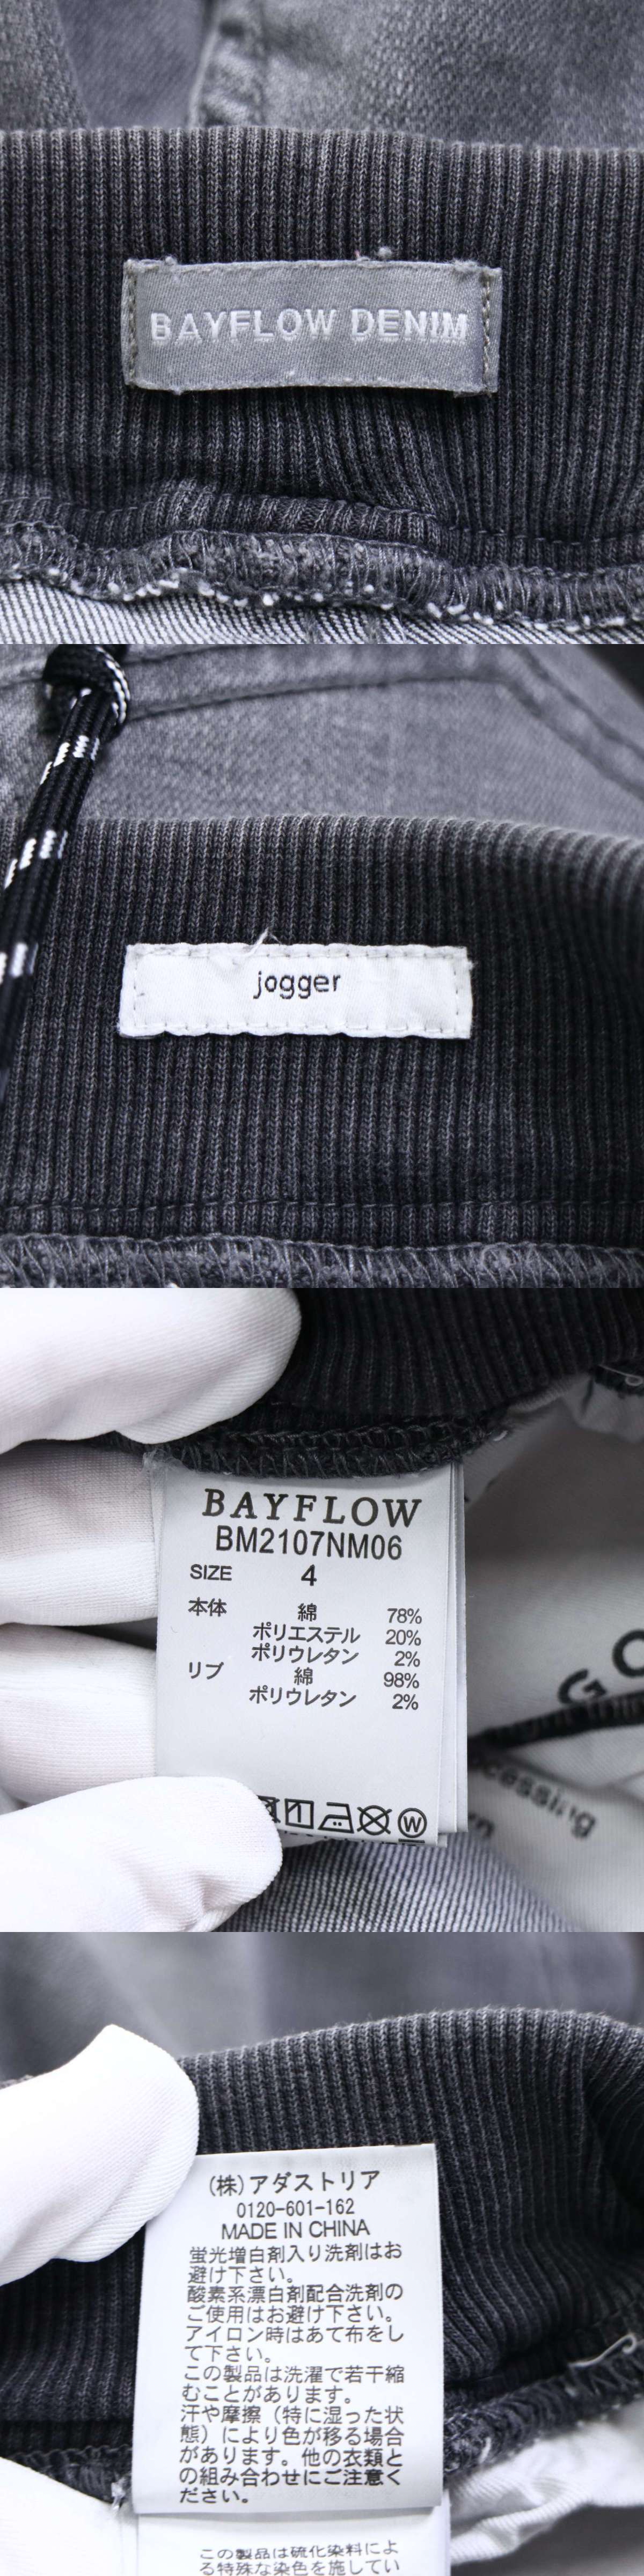 BAYFLOW DENIM
jogger
BAYFLOW
BM2107NM06
SIZE 4
本体 綿 78%
ポリエステル 20%
ポリウレタン 2%
リブ 綿 98%
ポリウレタン 2%
W
GO
cessing
(株)アダストリア
0120-601-162
MADE IN CHINA
蛍光増白剤入り洗剤はお
避け下さい。
酸素系漂白剤配合洗剤の
ご使用はお避け下さい。
アイロン時はあて布をし
て下さい。
この製品は洗濯で若干縮
むことがあります。
汗や摩擦（特に湿った状
態）により色が移る場合
があります。他の衣類と
の組み合わせにご注意く
ださい。
この製品は硫化染料によ
る特殊な染色を施してい